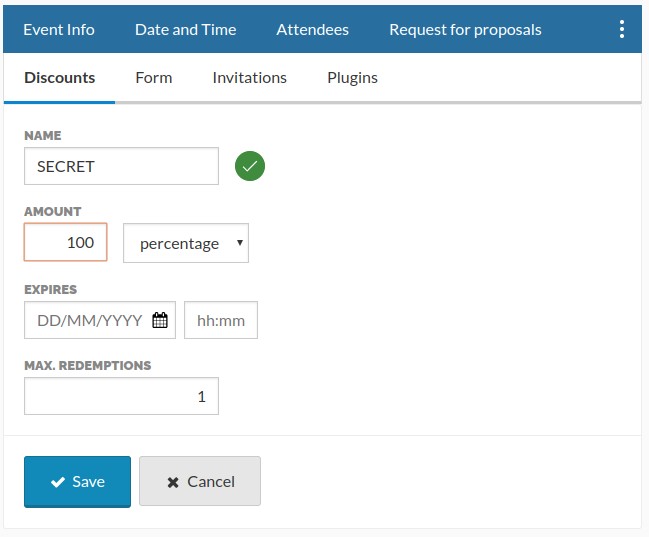 Event Info Date and Time Attendees Request for proposals
Discounts Form Invitations Plugins
NAME
SECRET
AMOUNT
100 percentage
EXPIRES
DD/MM/YYYY hh:mm
MAX. REDEMPTIONS
1
Save Cancel